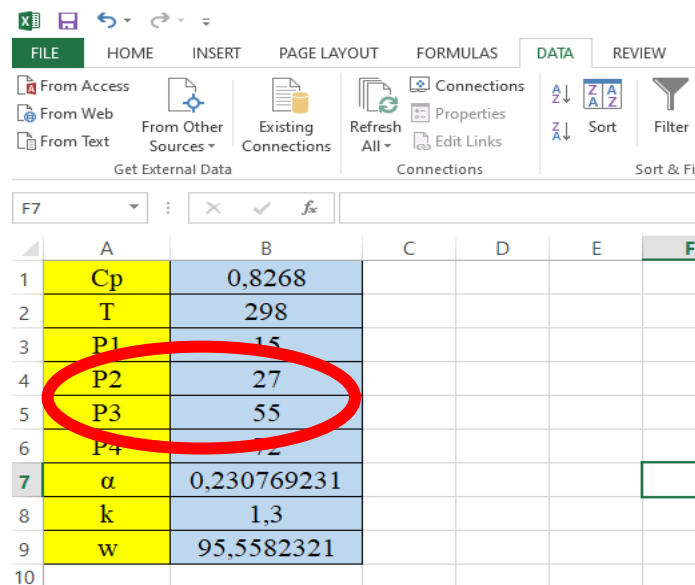 FILE HOME INSERT PAGE LAYOUT FORMULAS DATA REVIEW
From Access
From Web
From Text
From Other
Sources
Existing
Connections
Get External Data
Refresh
All
Connections
Properties
Edit Links
Connections
Sort
Filter
Sort & Fi
F7 fx
A B C D E F
1 Cp 0,8268
2 T 298
3 P1 15
4 P2 27
5 P3 55
6 P4 72
7 α 0,230769231
8 k 1,3
9 w 95,5582321
10